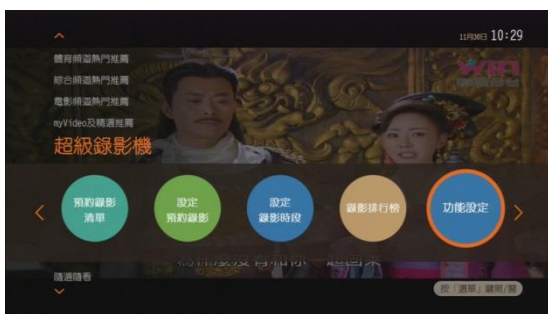 11月30日 10:29
體育頻道熱門推薦
綜合頻道熱門推薦
電影頻道熱門推薦
myVideo及精選推薦
超級錄影機
預約錄影
清單
設定
預約錄影
設定
錄影時段
錄影排行榜
功能設定
隨選隨看
按「選單」鍵開/關